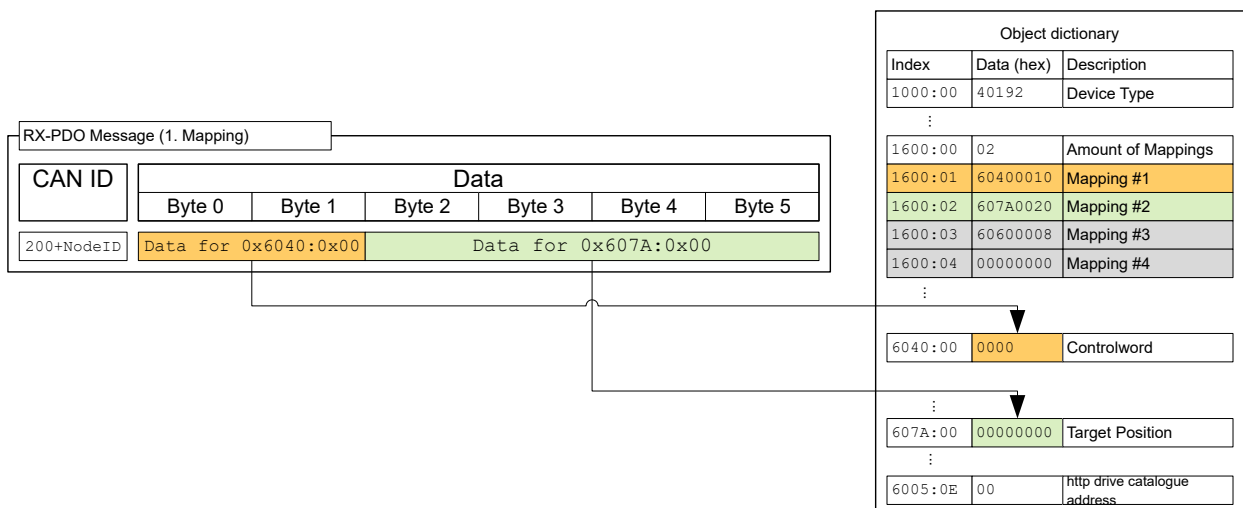 RX-PDO Message (1. Mapping)
CAN ID
Data
Byte 0
Byte 1
Byte 2
Byte 3
Byte 4
Byte 5
200+NodeID
Data for 0x6040:0x00
Data for 0x607A:0x00
Object dictionary
Index Data (hex) Description
1000:00 40192 Device Type
⋮
1600:00 02 Amount of Mappings
1600:01 60400010 Mapping #1
1600:02 607A0020 Mapping #2
1600:03 60600008 Mapping #3
1600:04 00000000 Mapping #4
⋮
6040:00 0000 Controlword
⋮
607A:00 00000000 Target Position
⋮
6005:0E 00 http drive catalogue
address